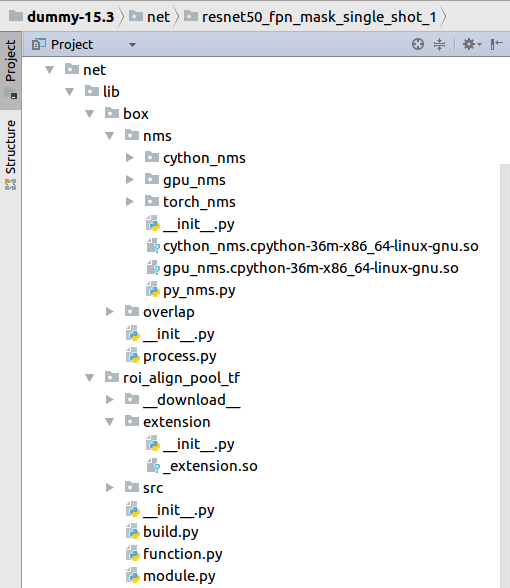 dummy-15.3 net resnet50_fpn_mask_single_shot_1
Project
Project
Structure
net
lib
box
nms
cython_nms
gpu_nms
torch_nms
__init__.py
cython_nms.cpython-36m-x86_64-linux-gnu.so
gpu_nms.cpython-36m-x86_64-linux-gnu.so
py_nms.py
overlap
__init__.py
process.py
roi_align_pool_tf
__download__
extension
__init__.py
_extension.so
src
__init__.py
build.py
function.py
module.py